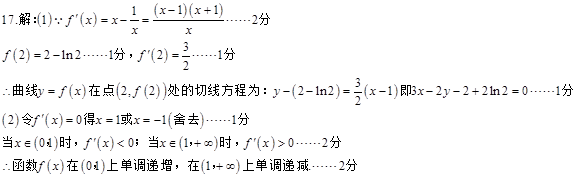 17.解:(1)∵f′(x)=x-1/x=(x-1)(x+1)/x……2分
f(2)=2-ln2……1分,f′(2)=3/2……1分
∴曲线y=f(x)在点(2,f(2))处的切线方程为:y-(2-ln2)=3/2(x-1)即3x-2y-2+2ln2=0……1分
(2)令f′(x)=0得x=1或x=-1(舍去)……1分
当x∈(0,1)时,f′(x)<0;当x∈(1,+∞)时,f′(x)>0……2分
∴函数f(x)在(0,1)上单调递增,在(1,+∞)上单调递减……2分